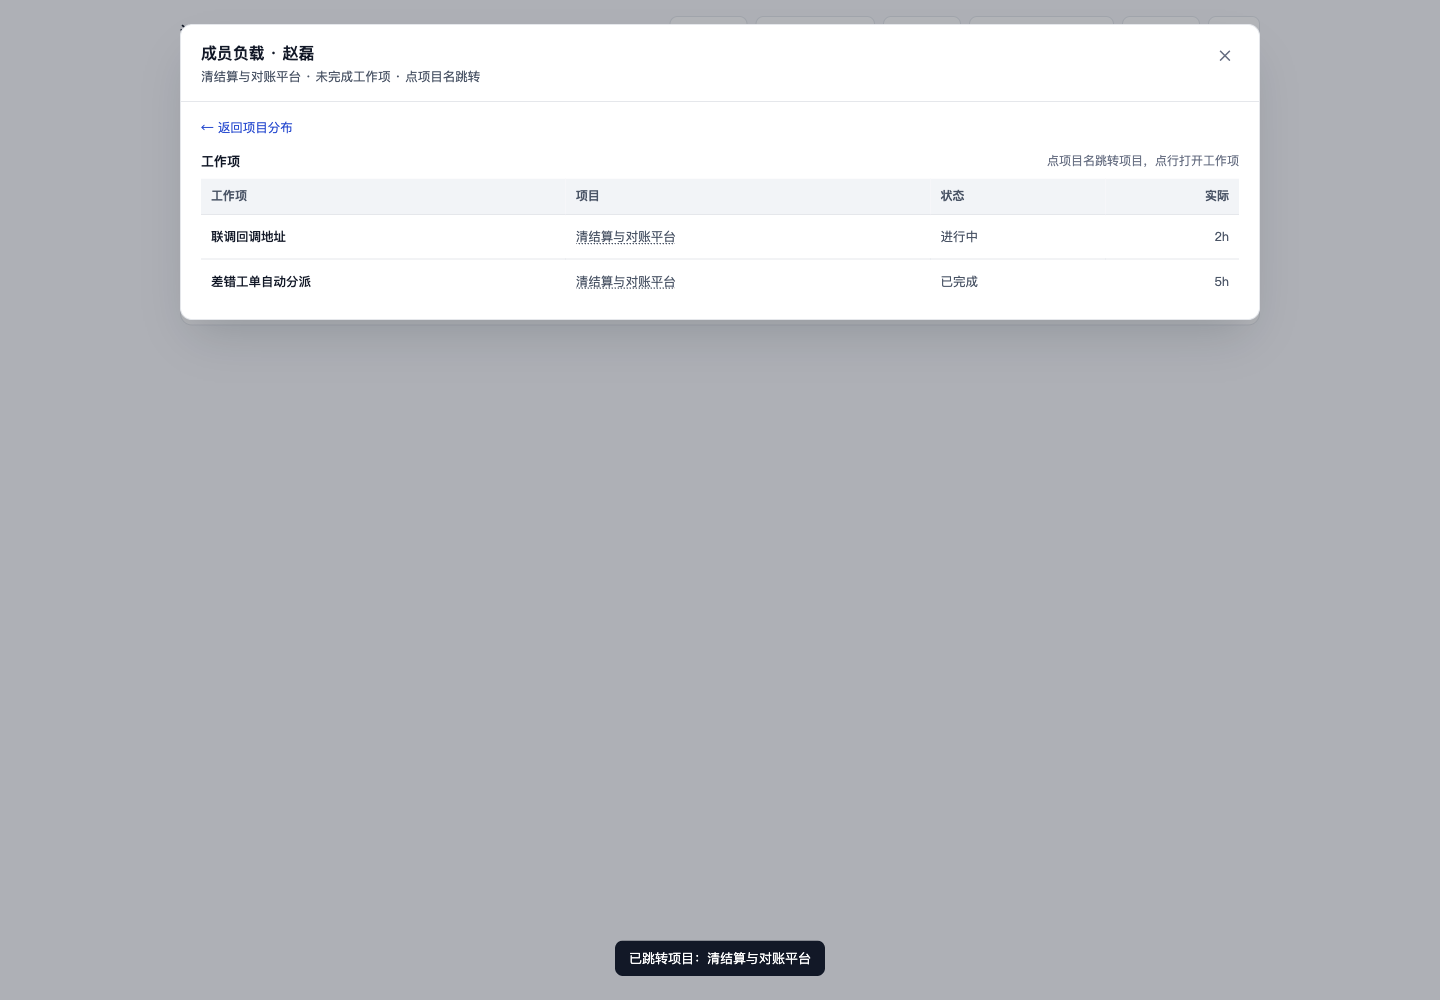 成员负载 · 赵磊
清结算与对账平台 · 未完成工作项 · 点项目名跳转
← 返回项目分布
工作项 点项目名跳转项目，点行打开工作项
工作项 项目 状态 实际
联调回调地址 清结算与对账平台 进行中 2h
差错工单自动分派 清结算与对账平台 已完成 5h
已跳转项目：清结算与对账平台